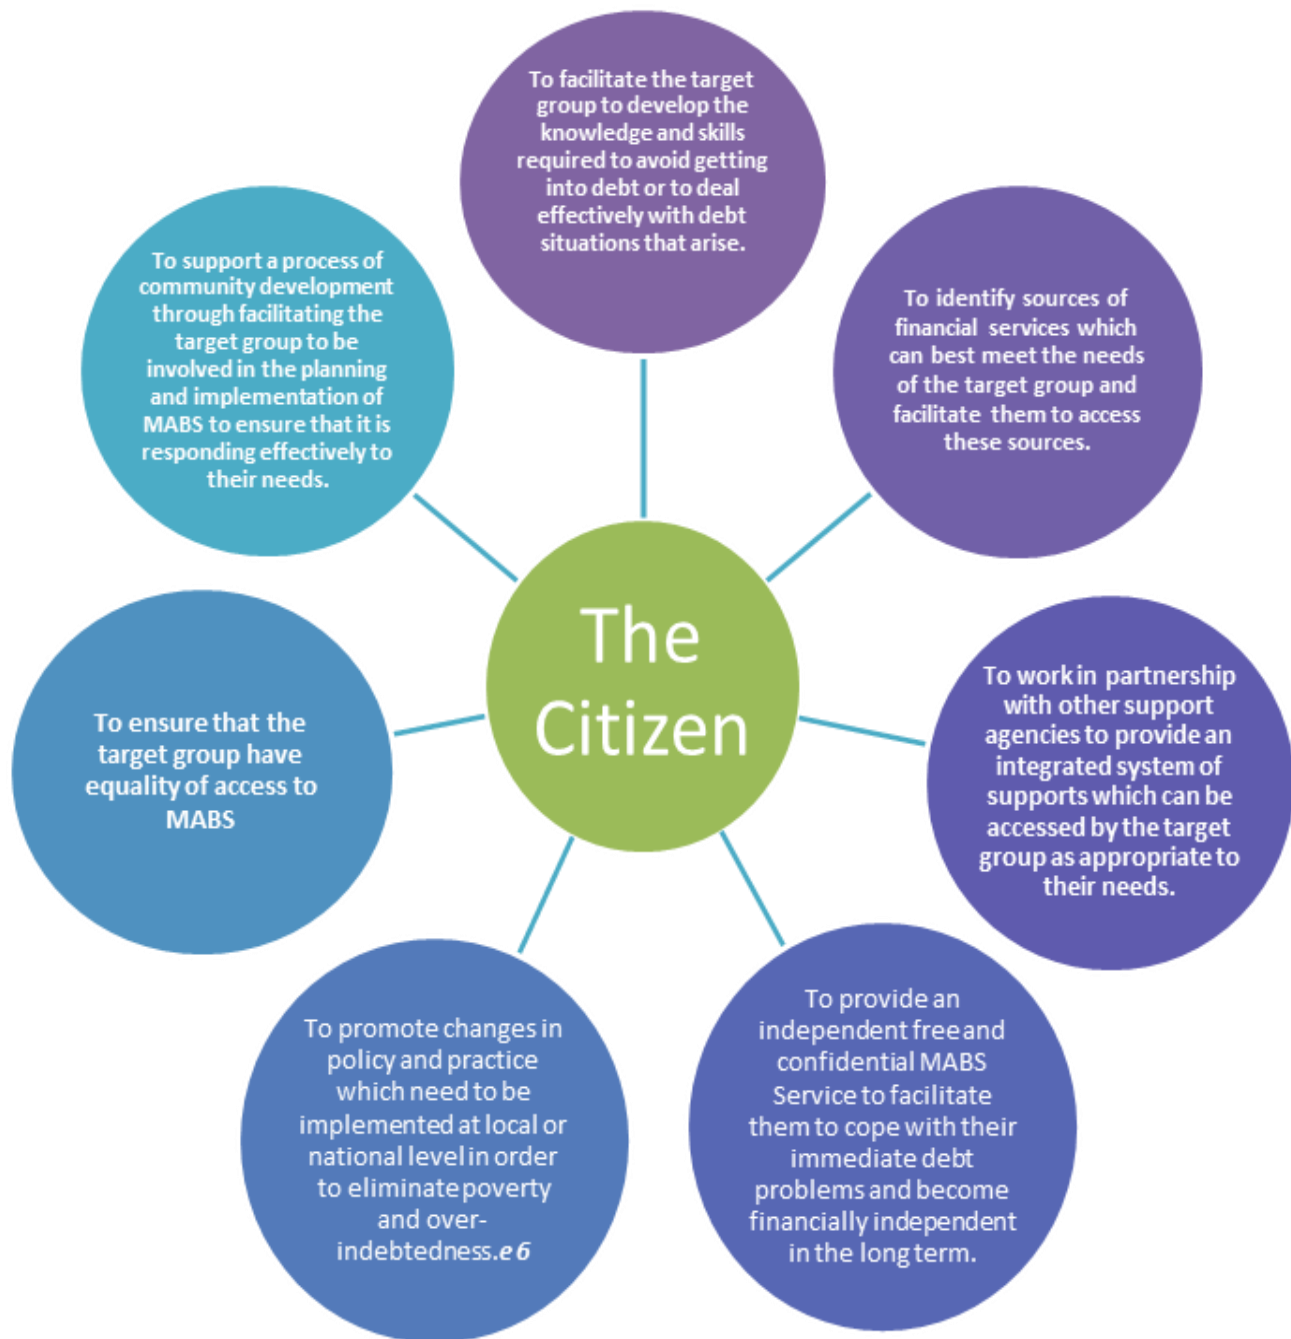 To facilitate the target
group to develop the
knowledge and skills
required to avoid getting
into debt or to deal
effectively with debt
situations that arise.
To identify sources of
financial services which
can best meet the needs
of the target group and
facilitate them to access
these sources.
To work in partnership
with other support
agencies to provide an
integrated system of
supports which can be
accessed by the target
group as appropriate to
their needs.
To provide an
independent free and
confidential MABS
Service to facilitate
them to cope with their
immediate debt
problems and become
financially independent
in the long term.
To promote changes in
policy and practice
which need to be
implemented at local or
national level in order
to eliminate poverty
and over-
indebtedness.e 6
To ensure that the
target group have
equality of access to
MABS
To support a process of
community development
through facilitating the
target group to be
involved in the planning
and implementation of
MABS to ensure that it is
responding effectively to
their needs.
The
Citizen